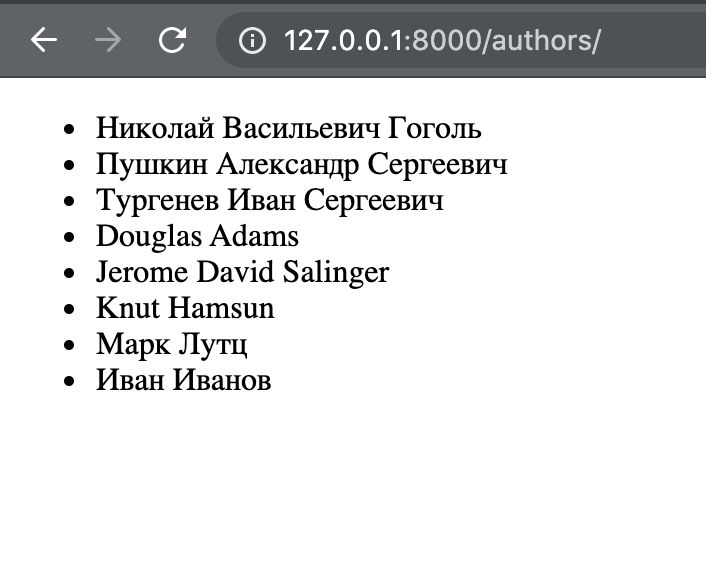 127.0.0.1:8000/authors/
Николай Васильевич Гоголь
Пушкин Александр Сергеевич
Тургенев Иван Сергеевич
Douglas Adams
Jerome David Salinger
Knut Hamsun
Марк Лутц
Иван Иванов